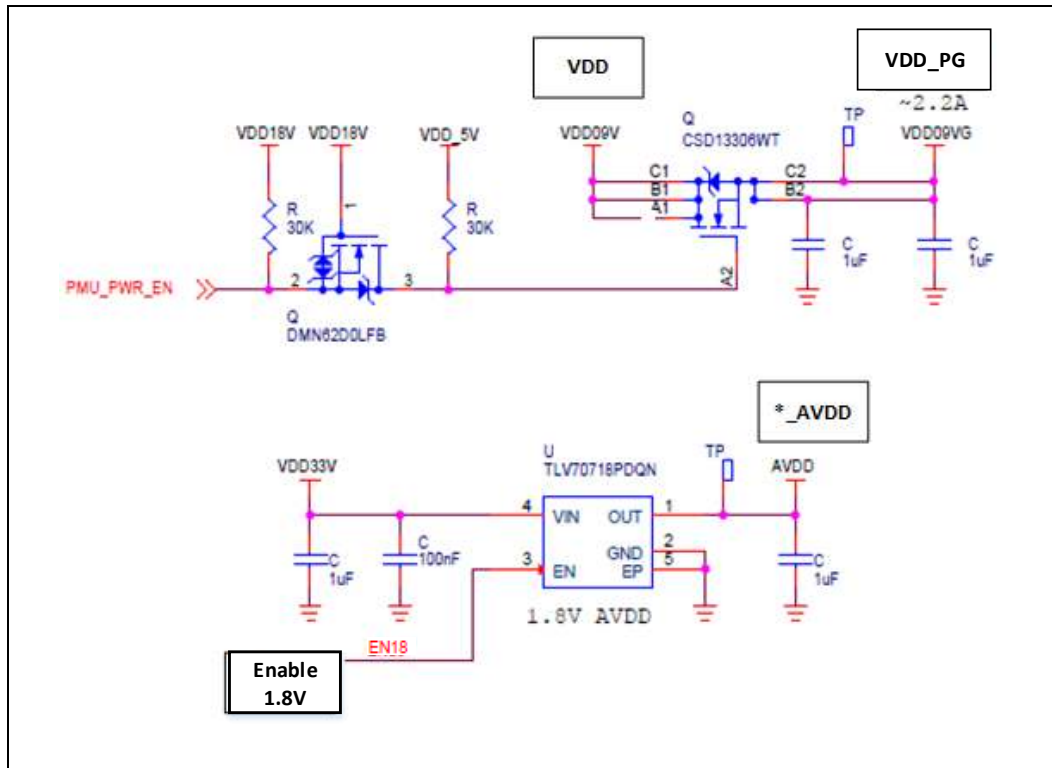 VDD
VDD_PG
~2.2A
TP
VDD18V
VDD18V
VDD_5V
VDD09V
Q
CSD13306WT
VDD09VG
C1
B1
A1
C2
B2
A2
R
30K
1
R
30K
C
1uF
C
1uF
PMU_PWR_EN
2
3
Q
DMN62D0LFB
*_AVDD
VDD33V
U
TLV70718PDQN
TP
AVDD
4
VIN
OUT
1
GND
2
3
EN
EP
5
C
1uF
C
100nF
C
1uF
1.8V AVDD
EN18
Enable
1.8V